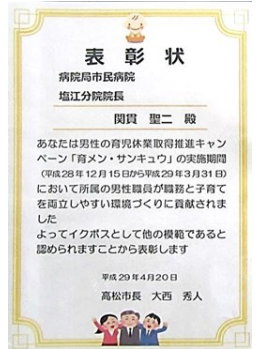 表彰状
病院局市民病院
塩江分院院長
関貫 聖二 殿
あなたは男性の育児休業取得推進キャン
ペーン「育メン・サンキュウ」の実施期間
(平成28年12月15日から平成29年3月31日)
において所属の男性職員が職務と子育て
を両立しやすい環境づくりに貢献されま
した
よってイクボスとして他の模範であると
認められますことから表彰します
平成29年4月20日
高松市長 大西 秀人